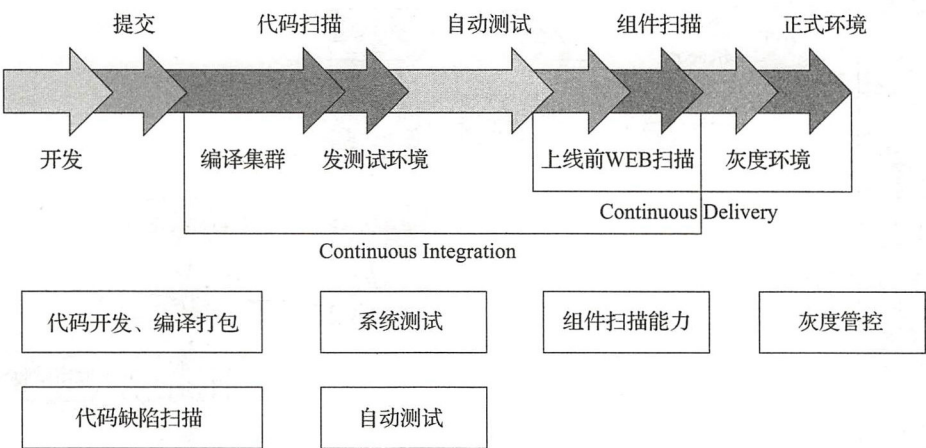 提交 代码扫描 自动测试 组件扫描 正式环境
开发 编译集群 发测试环境 上线前WEB扫描 灰度环境
Continuous Delivery
Continuous Integration
代码开发、编译打包 系统测试 组件扫描能力 灰度管控
代码缺陷扫描 自动测试